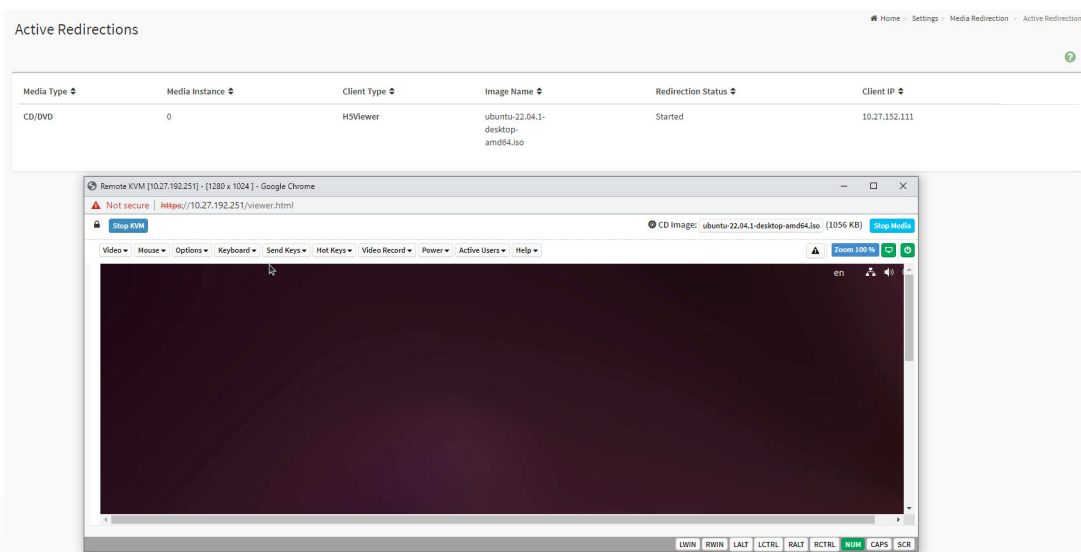 Active Redirections
Home > Settings > Media Redirection > Active Redirection
Media Type Media Instance Client Type Image Name Redirection Status Client IP
CD/DVD 0 H5Viewer ubuntu-22.04.1- Started 10.27.152.111
desktop-
amd64.iso
Remote KVM [10.27.192.251] - [1280 x 1024 ] - Google Chrome
Not secure | https://10.27.192.251/viewer.html
Stop KVM CD Image: ubuntu-22.04.1-desktop-amd64.iso (1056 KB) Stop Media
Video Mouse Options Keyboard Send Keys Hot Keys Video Record Power Active Users Help Zoom 100 %
en
LWIN RWIN LALT LCTRL RALT RCTRL NUM CAPS SCR